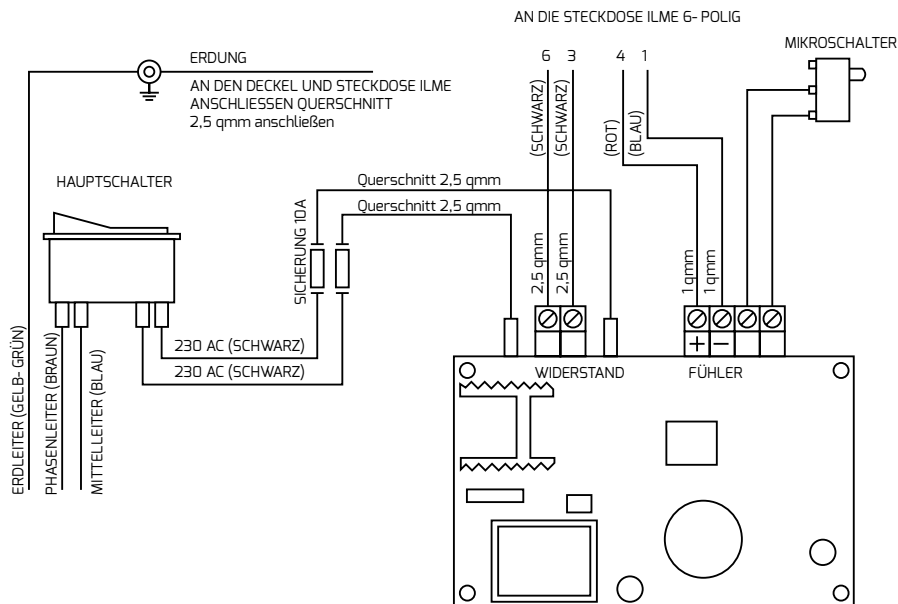 AN DIE STECKDOSE ILME 6- POLIG
MIKROSCHALTER
ERDUNG
AN DEN DECKEL UND STECKDOSE ILME
ANSCHLIESSEN QUERSCHNITT
2,5 qmm anschließen
6 3 4 1
(SCHWARZ)
(SCHWARZ)
(ROT)
(BLAU)
HAUPTSCHALTER
Querschnitt 2,5 qmm
Querschnitt 2,5 qmm
SICHERUNG 10A
2,5 qmm
2,5 qmm
1 qmm
1 qmm
230 AC (SCHWARZ)
230 AC (SCHWARZ)
+ −
WIDERSTAND
FÜHLER
ERDLEITER (GELB- GRÜN)
PHASENLEITER (BRAUN)
MITTELLEITER (BLAU)